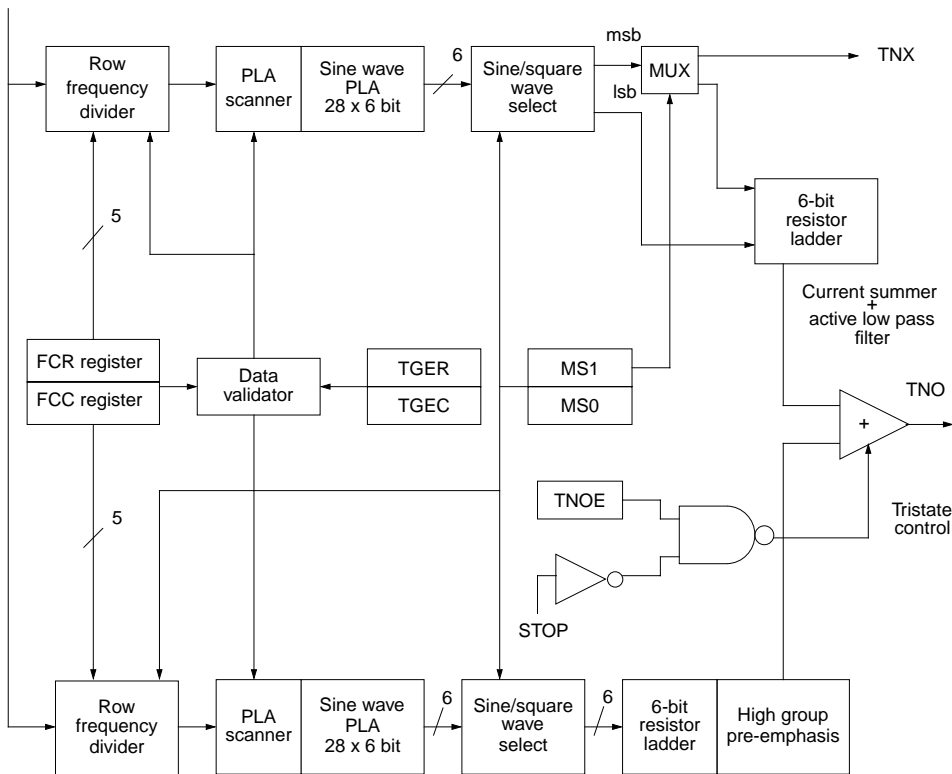 msb
TNX
Row
frequency
divider
PLA
scanner
Sine wave
PLA
28 x 6 bit
6
Sine/square
wave
select
MUX
lsb
5
6-bit
resistor
ladder
Current summer
+
active low pass
filter
FCR register
FCC register
Data
validator
TGER
TGEC
MS1
MS0
TNO
+
5
TNOE
Tristate
control
STOP
Row
frequency
divider
PLA
scanner
Sine wave
PLA
28 x 6 bit
6
Sine/square
wave
select
6
6-bit
resistor
ladder
High group
pre-emphasis